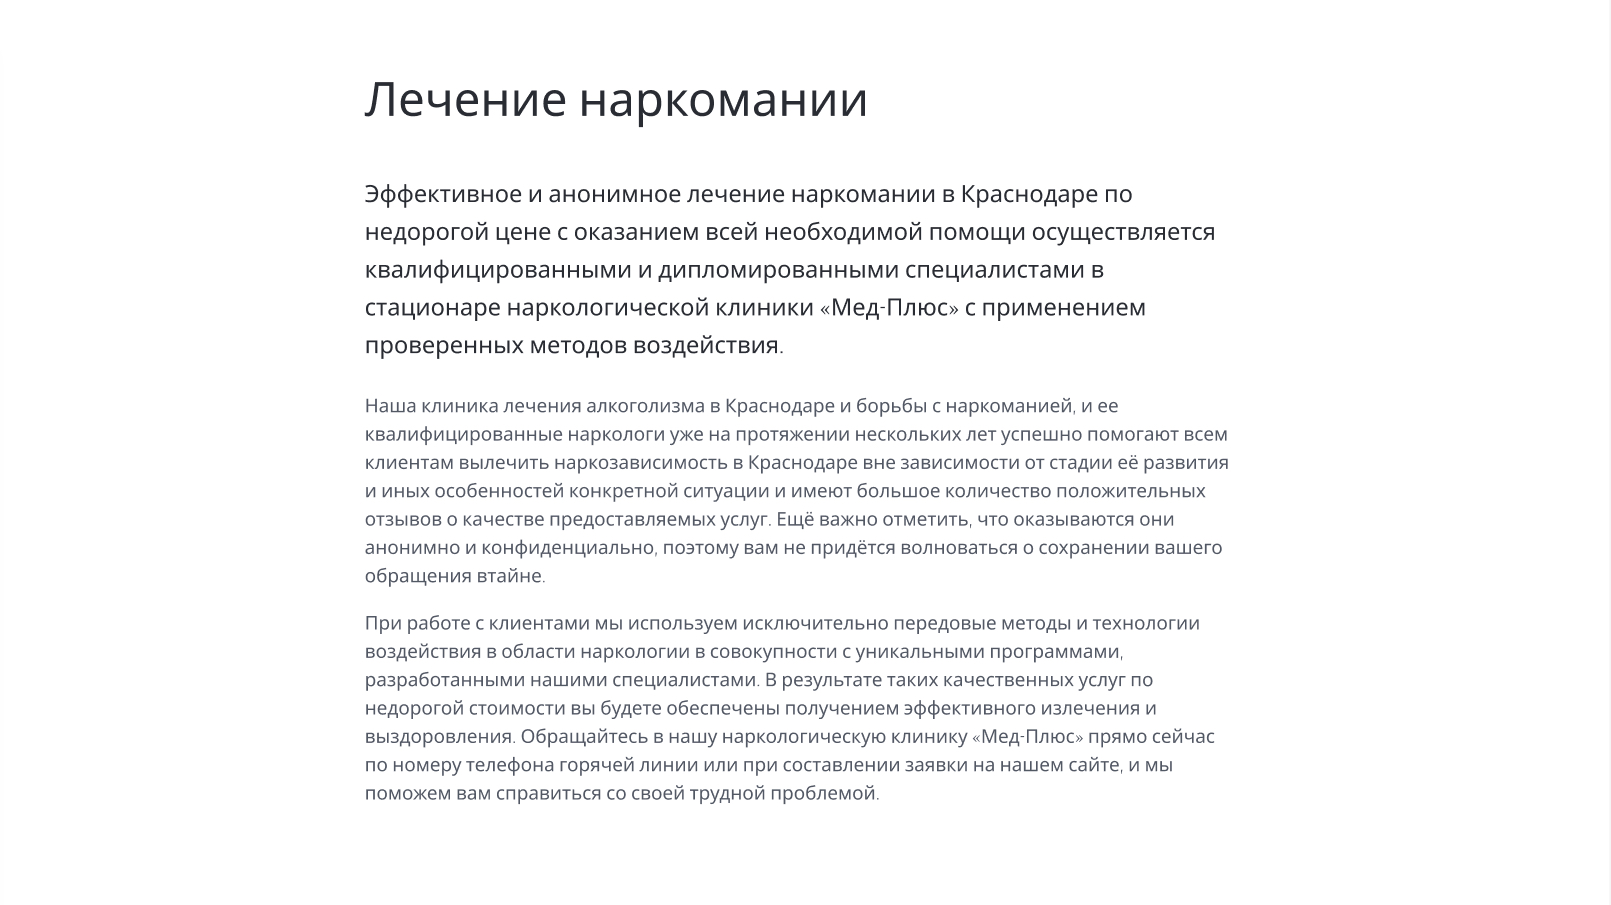 Лечение наркомании
Эффективное и анонимное лечение наркомании в Краснодаре по
недорогой цене с оказанием всей необходимой помощи осуществляется
квалифицированными и дипломированными специалистами в
стационаре наркологической клиники «Мед-Плюс» с применением
проверенных методов воздействия.
Наша клиника лечения алкоголизма в Краснодаре и борьбы с наркоманией, и ее
квалифицированные наркологи уже на протяжении нескольких лет успешно помогают всем
клиентам вылечить наркозависимость в Краснодаре вне зависимости от стадии её развития
и иных особенностей конкретной ситуации и имеют большое количество положительных
отзывов о качестве предоставляемых услуг. Ещё важно отметить, что оказываются они
анонимно и конфиденциально, поэтому вам не придётся волноваться о сохранении вашего
обращения втайне.
При работе с клиентами мы используем исключительно передовые методы и технологии
воздействия в области наркологии в совокупности с уникальными программами,
разработанными нашими специалистами. В результате таких качественных услуг по
недорогой стоимости вы будете обеспечены получением эффективного излечения и
выздоровления. Обращайтесь в нашу наркологическую клинику «Мед-Плюс» прямо сейчас
по номеру телефона горячей линии или при составлении заявки на нашем сайте, и мы
поможем вам справиться со своей трудной проблемой.